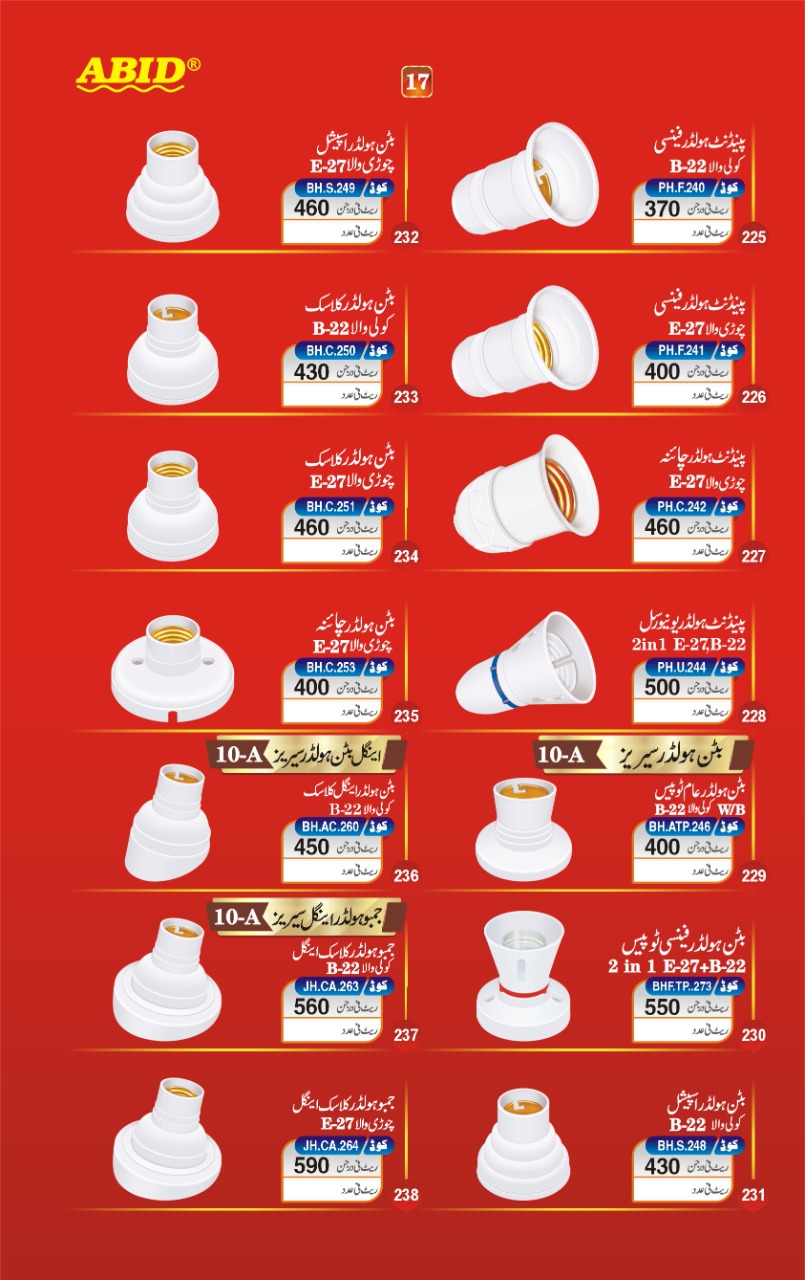 ABID®
17
پینڈنٹ ہولڈر فینسی
کولی والا B-22
کوڈ PH.F.240
ریٹ فی درجن 370
ریٹ فی عدد
225
پینڈنٹ ہولڈر فینسی
چوڑی والا E-27
کوڈ PH.F.241
ریٹ فی درجن 400
ریٹ فی عدد
226
پینڈنٹ ہولڈر چائنہ
چوڑی والا E-27
کوڈ PH.C.242
ریٹ فی درجن 460
ریٹ فی عدد
227
پینڈنٹ ہولڈر یونیورسل
2in1 E-27,B-22
کوڈ PH.U.244
ریٹ فی درجن 500
ریٹ فی عدد
228
بٹن ہولڈر سیریز 10-A
بٹن ہولڈر عام ٹو پیس
W/B کولی والا B-22
کوڈ BH.ATP.246
ریٹ فی درجن 400
ریٹ فی عدد
229
بٹن ہولڈر فینسی ٹو پیس
2 in 1 E-27+B-22
کوڈ BHF.TP..273
ریٹ فی درجن 550
ریٹ فی عدد
230
بٹن ہولڈر اسپیشل
کولی والا B-22
کوڈ BH.S.248
ریٹ فی درجن 430
ریٹ فی عدد
231
بٹن ہولڈر اسپیشل
چوڑی والا E-27
کوڈ BH.S.249
ریٹ فی درجن 460
ریٹ فی عدد
232
بٹن ہولڈر کلاسک
کولی والا B-22
کوڈ BH.C.250
ریٹ فی درجن 430
ریٹ فی عدد
233
بٹن ہولڈر کلاسک
چوڑی والا E-27
کوڈ BH.C.251
ریٹ فی درجن 460
ریٹ فی عدد
234
بٹن ہولڈر چائنہ
چوڑی والا E-27
کوڈ BH.C.253
ریٹ فی درجن 400
ریٹ فی عدد
235
اینگل بٹن ہولڈر سیریز 10-A
بٹن ہولڈر اینگل کلاسک
کولی والا B-22
کوڈ BH.AC.260
ریٹ فی درجن 450
ریٹ فی عدد
236
جمبو ہولڈر اینگل سیریز 10-A
جمبو ہولڈر کلاسک اینگل
کولی والا B-22
کوڈ JH.CA.263
ریٹ فی درجن 560
ریٹ فی عدد
237
جمبو ہولڈر کلاسک اینگل
چوڑی والا E-27
کوڈ JH.CA.264
ریٹ فی درجن 590
ریٹ فی عدد
238